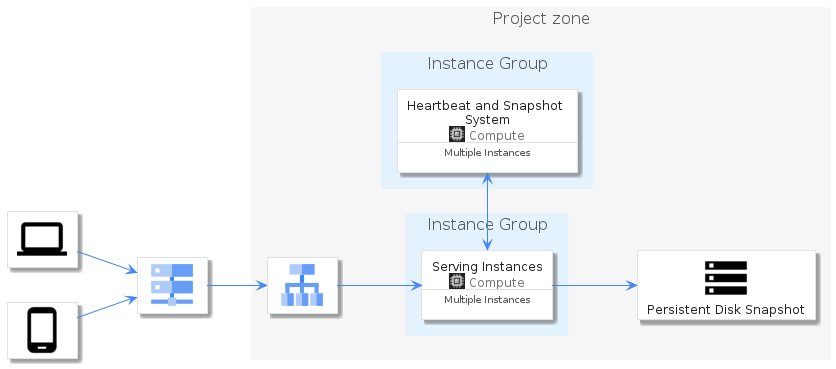 Project zone
Instance Group
Heartbeat and Snapshot
System
Compute
Multiple Instances
Instance Group
Serving Instances
Compute
Multiple Instances
Persistent Disk Snapshot